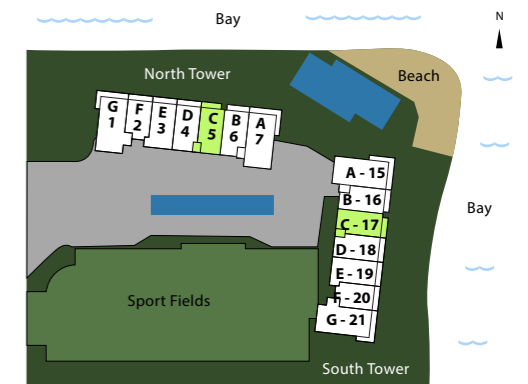 Bay
N
North Tower
Beach
G
1
F
2
E
3
D
4
C
5
B
6
A
7
A - 15
B - 16
C - 17
D - 18
E - 19
F - 20
G - 21
Bay
Sport Fields
South Tower